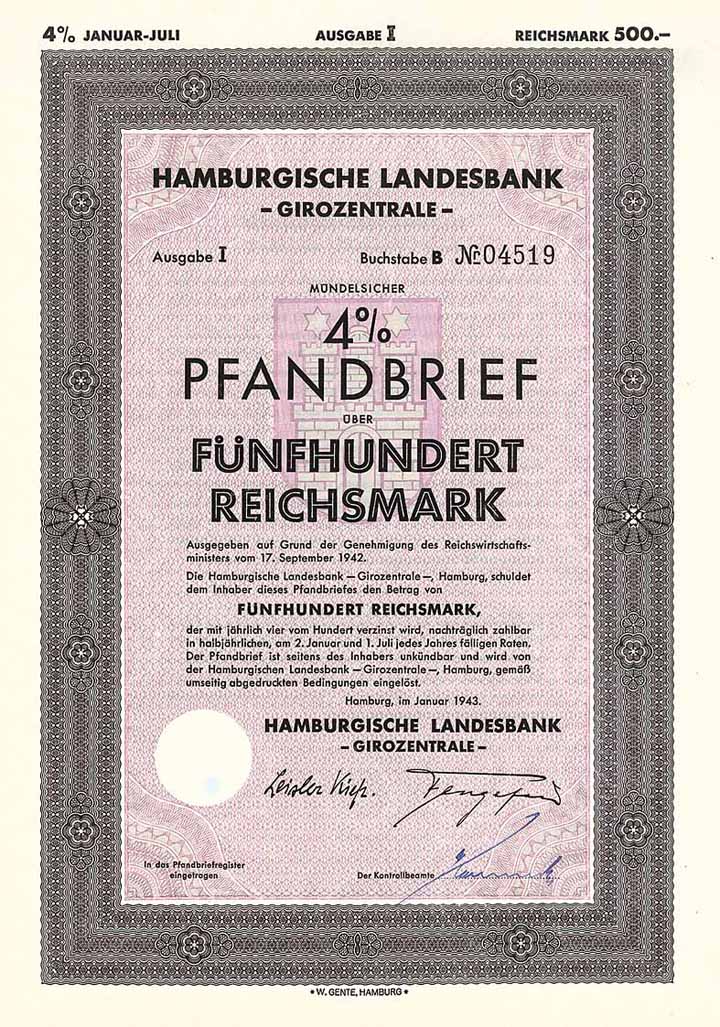 4% JANUAR-JULI AUSGABE I REICHSMARK 500.–
HAMBURGISCHE LANDESBANK
– GIROZENTRALE –
Ausgabe I Buchstabe B № 04519
MÜNDELSICHER
4%
PFANDBRIEF
ÜBER
FÜNFHUNDERT
REICHSMARK
Ausgegeben auf Grund der Genehmigung des Reichswirtschafts-
ministers vom 17. September 1942.
Die Hamburgische Landesbank – Girozentrale –, Hamburg, schuldet
dem Inhaber dieses Pfandbriefes den Betrag von
FÜNFHUNDERT REICHSMARK,
der mit jährlich vier vom Hundert verzinst wird, nachträglich zahlbar
in halbjährlichen, am 2. Januar und 1. Juli jedes Jahres fälligen Raten.
Der Pfandbrief ist seitens des Inhabers unkündbar und wird von
der Hamburgischen Landesbank – Girozentrale –, Hamburg, gemäß
umseitig abgedruckten Bedingungen eingelöst.
Hamburg, im Januar 1943.
HAMBURGISCHE LANDESBANK
– GIROZENTRALE –
Leisler Kiep.
In das Pfandbriefregister
eingetragen
Der Kontrollbeamte
* W. GENTE, HAMBURG *